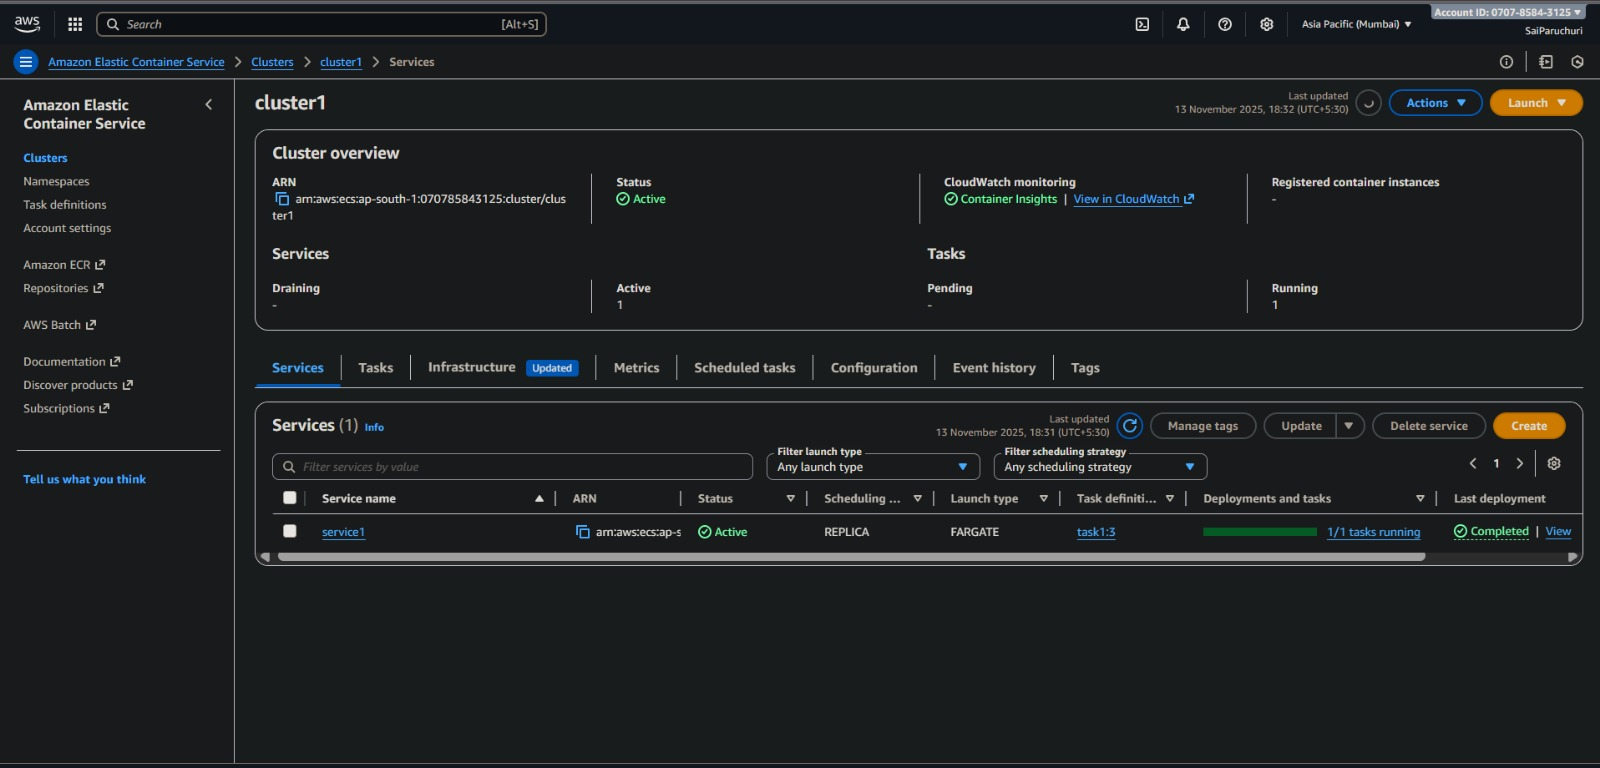 aws
Search [Alt+S]
Asia Pacific (Mumbai)
Account ID: 0707-8584-3125
SaiParuchuri
Amazon Elastic Container Service > Clusters > cluster1 > Services
Amazon Elastic
Container Service
Clusters
Namespaces
Task definitions
Account settings
Amazon ECR
Repositories
AWS Batch
Documentation
Discover products
Subscriptions
Tell us what you think
cluster1
Last updated
13 November 2025, 18:32 (UTC+5:30)
Actions
Launch
Cluster overview
ARN
arn:aws:ecs:ap-south-1:070785843125:cluster/clus
ter1
Status
Active
CloudWatch monitoring
Container Insights | View in CloudWatch
Registered container instances
-
Services
Draining
-
Active
1
Tasks
Pending
-
Running
1
Services Tasks Infrastructure Updated Metrics Scheduled tasks Configuration Event history Tags
Services (1) Info
Last updated
13 November 2025, 18:31 (UTC+5:30)
Manage tags Update Delete service Create
Filter services by value
Filter launch type
Any launch type
Filter scheduling strategy
Any scheduling strategy
1
Service name ARN Status Scheduling ... Launch type Task definiti... Deployments and tasks Last deployment
service1 arn:aws:ecs:ap-s Active REPLICA FARGATE task1:3 1/1 tasks running Completed | View